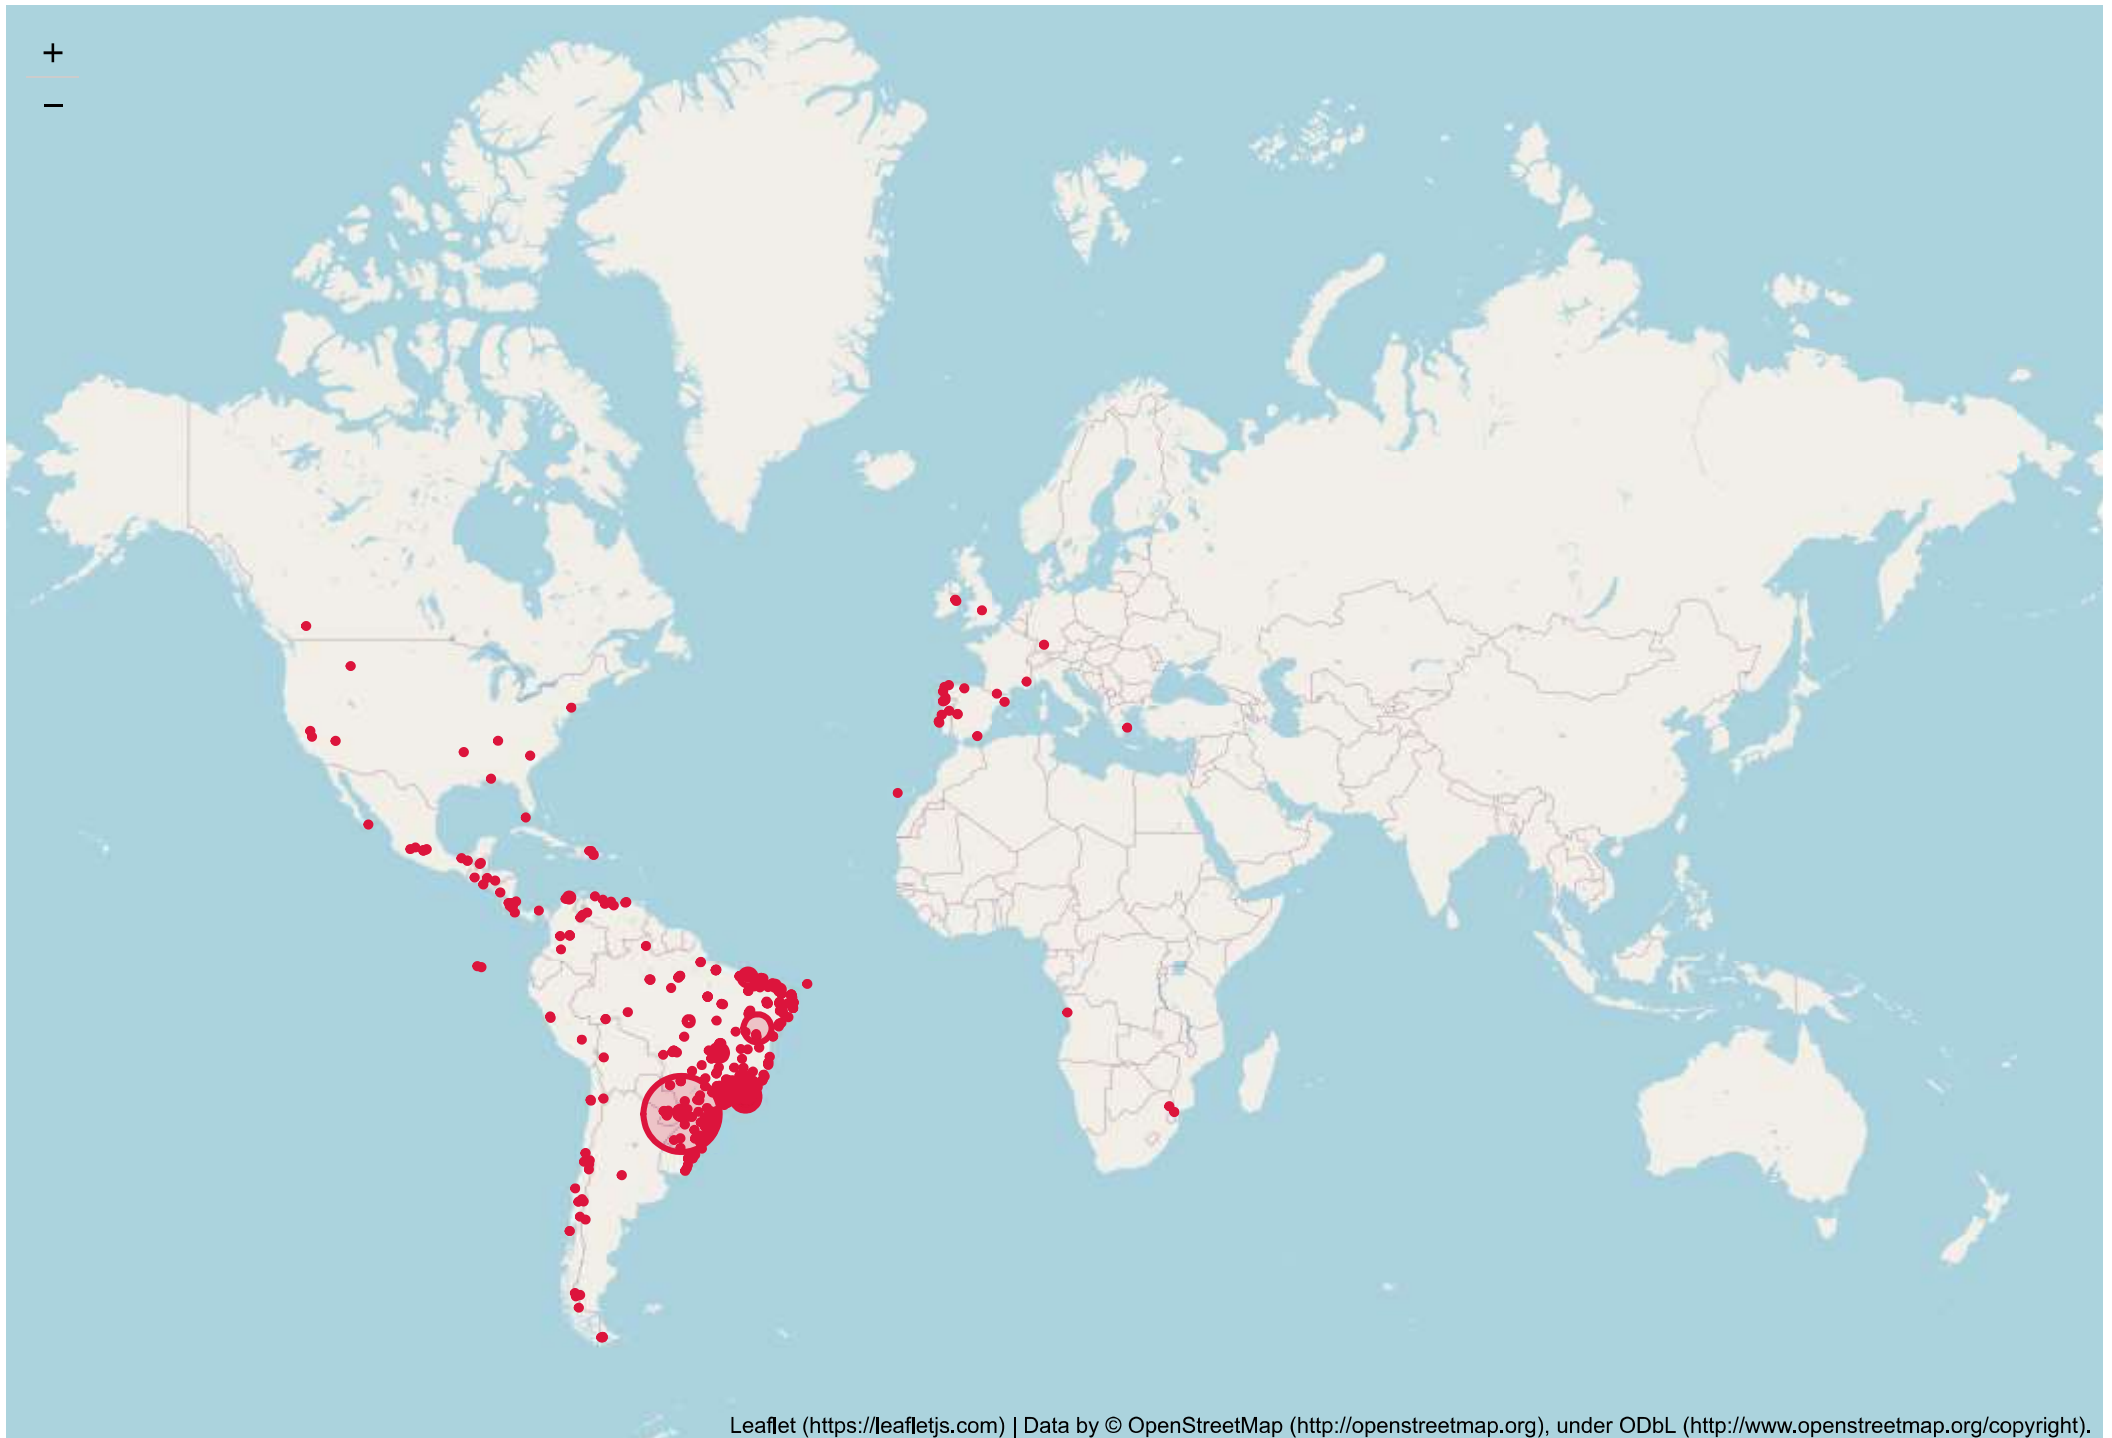 +
−
Leaflet (https://leafletjs.com) | Data by © OpenStreetMap (http://openstreetmap.org), under ODbL (http://www.openstreetmap.org/copyright).